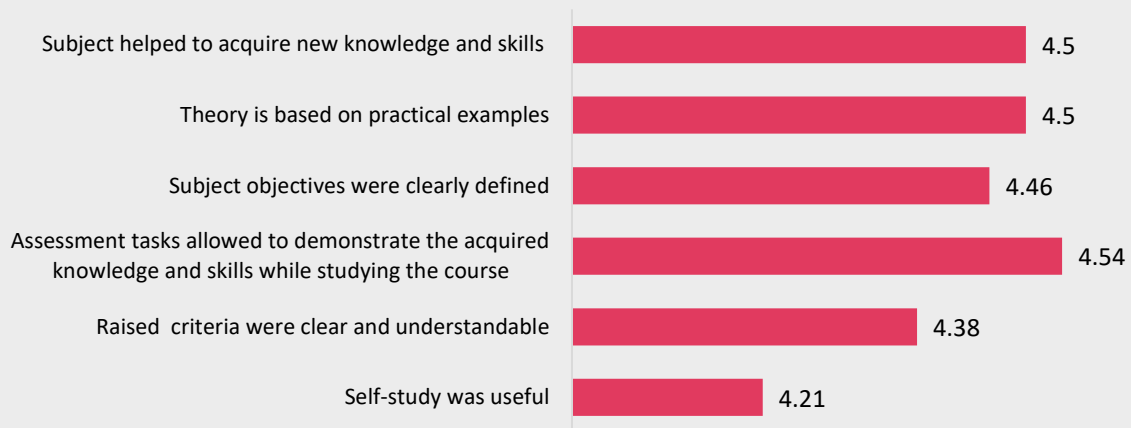 Subject helped to acquire new knowledge and skills 4.5
Theory is based on practical examples 4.5
Subject objectives were clearly defined 4.46
Assessment tasks allowed to demonstrate the acquired
knowledge and skills while studying the course 4.54
Raised criteria were clear and understandable 4.38
Self-study was useful 4.21